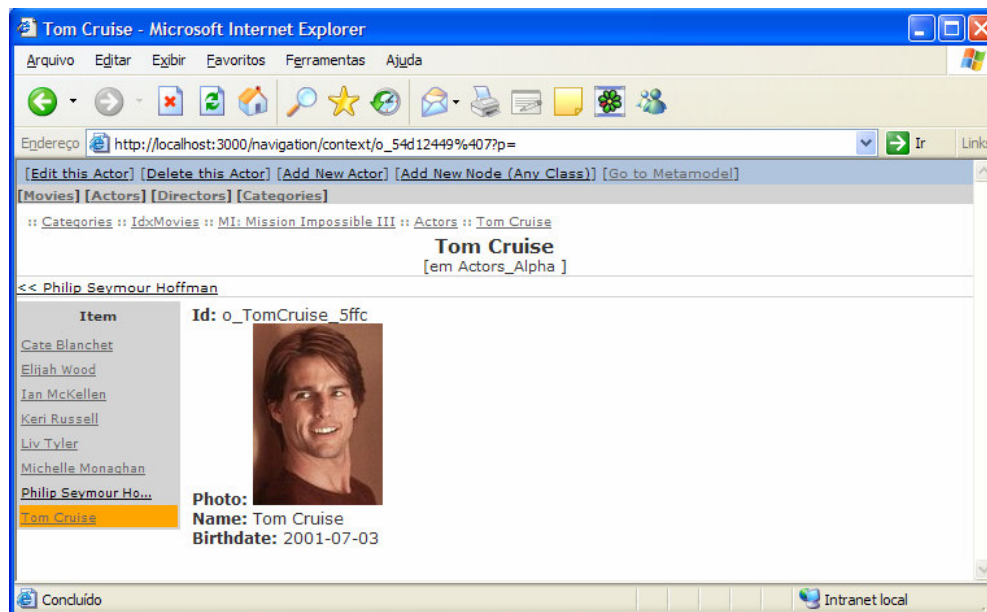 Tom Cruise - Microsoft Internet Explorer
Arquivo Editar Exibir Favoritos Ferramentas Ajuda
Endereço http://localhost:3000/navigation/context/o_54d12449%407?p= Ir Links
[Edit this Actor] [Delete this Actor] [Add New Actor] [Add New Node (Any Class)] [Go to Metamodel]
[Movies] [Actors] [Directors] [Categories]
:: Categories :: IdxMovies :: MI: Mission Impossible III :: Actors :: Tom Cruise
Tom Cruise
[em Actors_Alpha ]
<< Philip Seymour Hoffman
Item
Cate Blanchet
Elijah Wood
Ian McKellen
Keri Russell
Liv Tyler
Michelle Monaghan
Philip Seymour Ho...
Tom Cruise
Id: o_TomCruise_5ffc
Photo:
Name: Tom Cruise
Birthdate: 2001-07-03
Concluído Intranet local